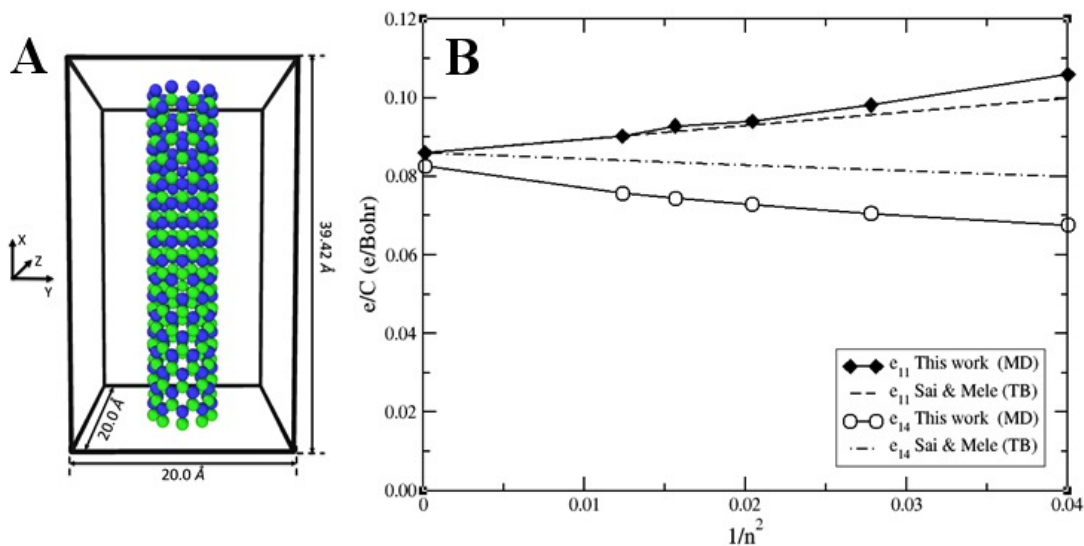 A
X
Z
Y
39.42 Å
20.0 Å
20.0 Å
B
0.12
0.10
0.08
0.06
0.04
0.02
0.00
e/C (e/Bohr)
e₁₁ This work (MD)
e₁₁ Sai & Mele (TB)
e₁₄ This work (MD)
e₁₄ Sai & Mele (TB)
0
0.01
0.02
0.03
0.04
1/n²